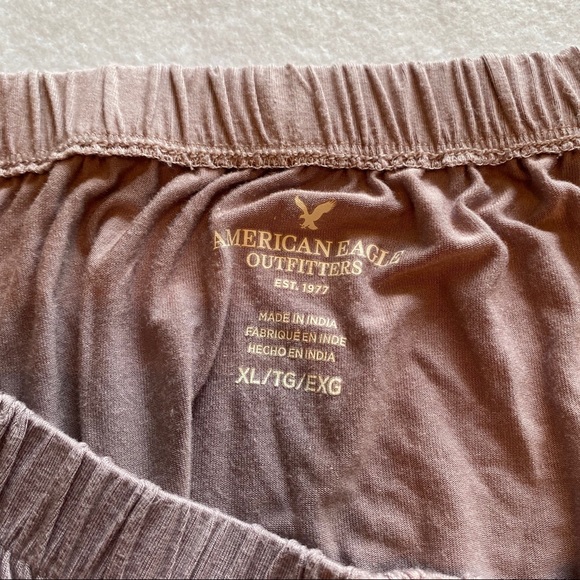 AMERICAN EAGLE
OUTFITTERS
EST. 1977
MADE IN INDIA
FABRIQUÉ EN INDE
HECHO EN INDIA
XL/TG/EXG